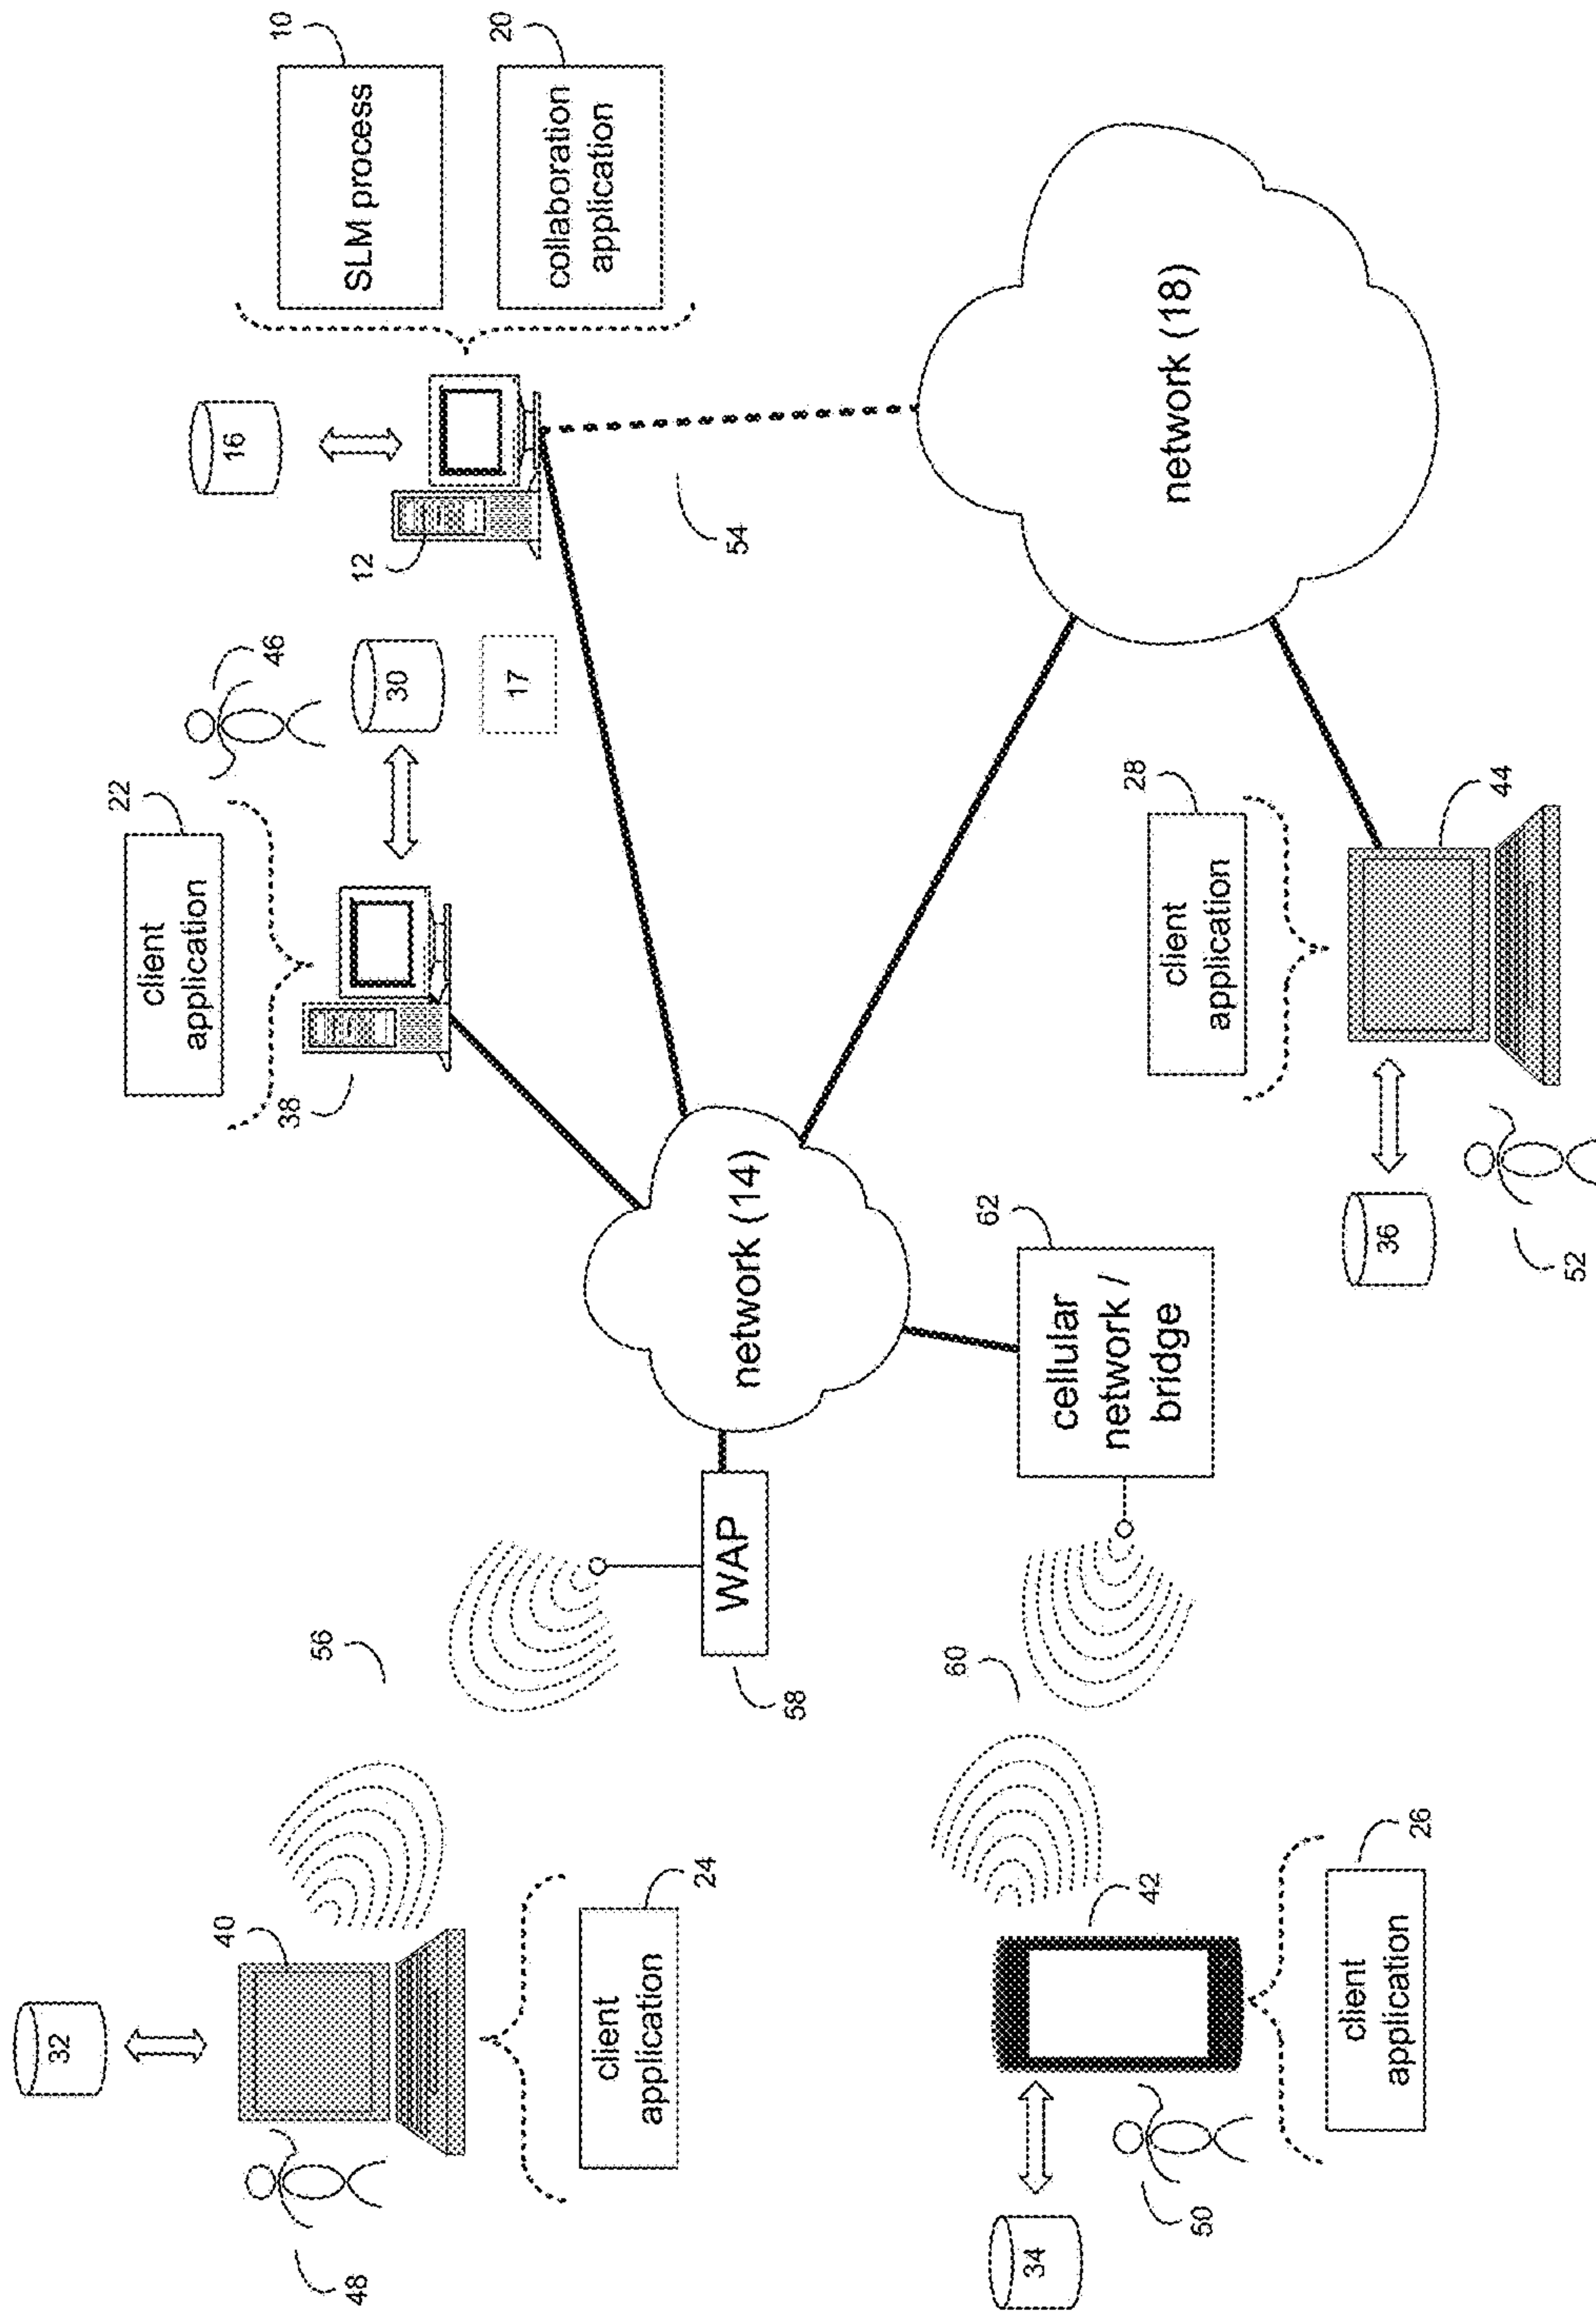 32
22
client
application
16
40
46
10
38
56
48
SLM process
12
30
20
17
collaboration
application
client
application
24
54
WAP
network (14)
58
60
62
34
cellular
network /
bridge
28
42
network (18)
client
application
50
client
application
36
26
44
52